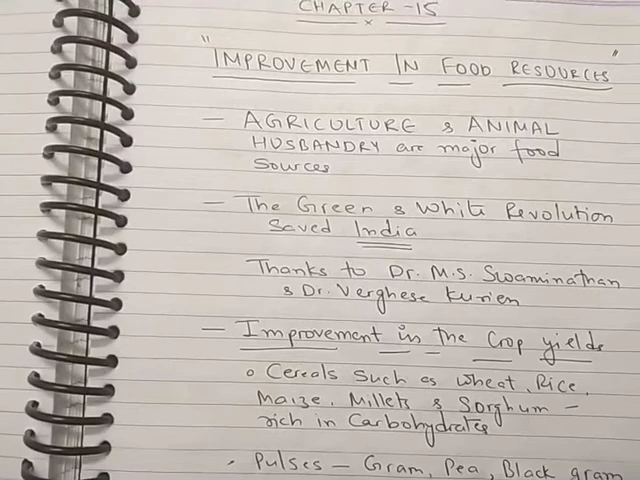 CHAPTER -15
"IMPROVEMENT IN FOOD RESOURCES"
- AGRICULTURE & ANIMAL
HUSBANDRY are major food
Sources
- The Green & White Revolution
Saved India
Thanks to Dr. M.S. Swaminathan
& Dr. Verghese Kurien
- Improvement in the Crop yields
o Cereals Such as Wheat, Rice,
Maize, Millets & Sorghum -
rich in Carbohydrates
• Pulses - Gram, Pea, Black gram